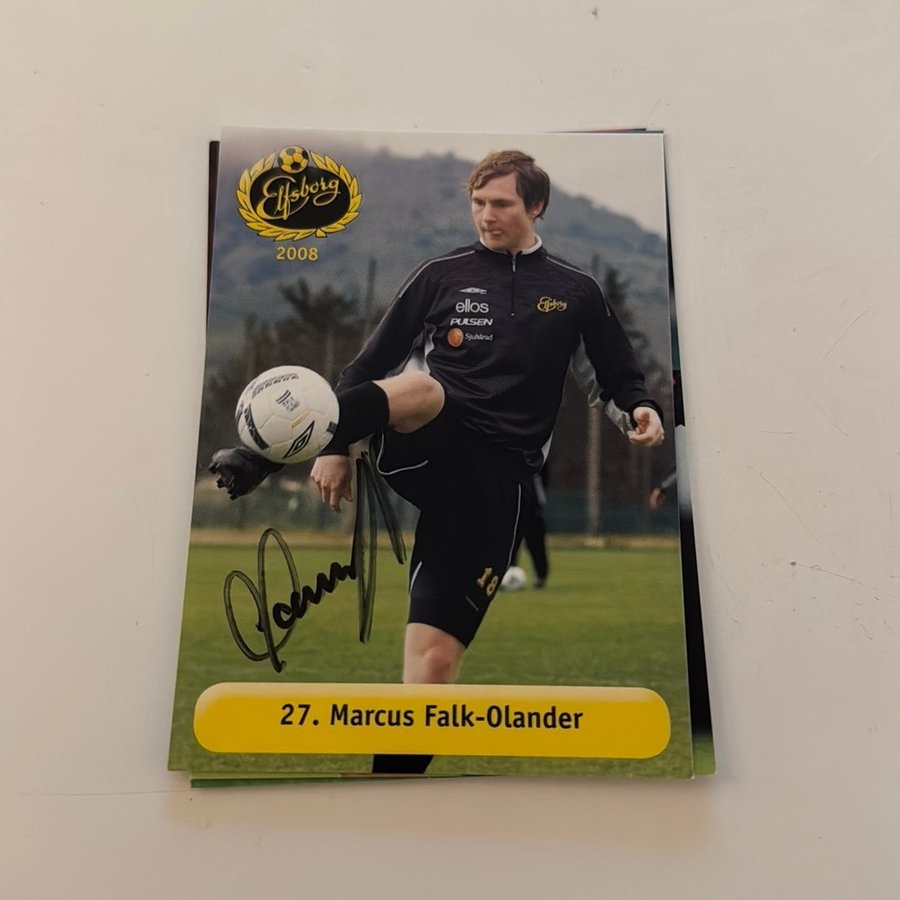 Elfsborg
2008
ellos
PULSEN
Sjuhärad
Elfsborg
18
27. Marcus Falk-Olander